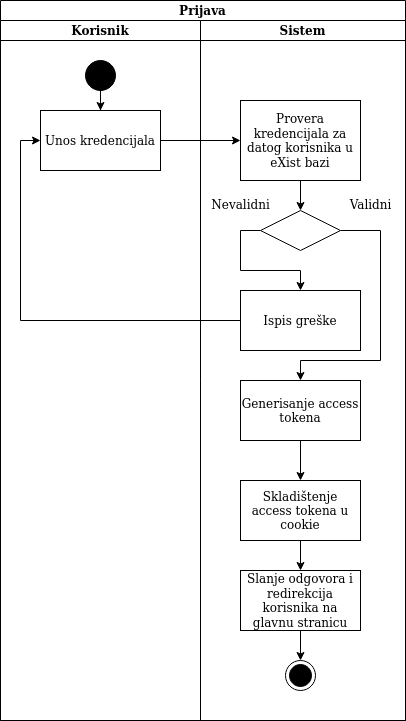 Prijava
Korisnik
Sistem
Unos kredencijala
Provera
kredencijala za
datog korisnika u
eXist bazi
Nevalidni
Validni
Ispis greške
Generisanje access
tokena
Skladištenje
access tokena u
cookie
Slanje odgovora i
redirekcija
korisnika na
glavnu stranicu